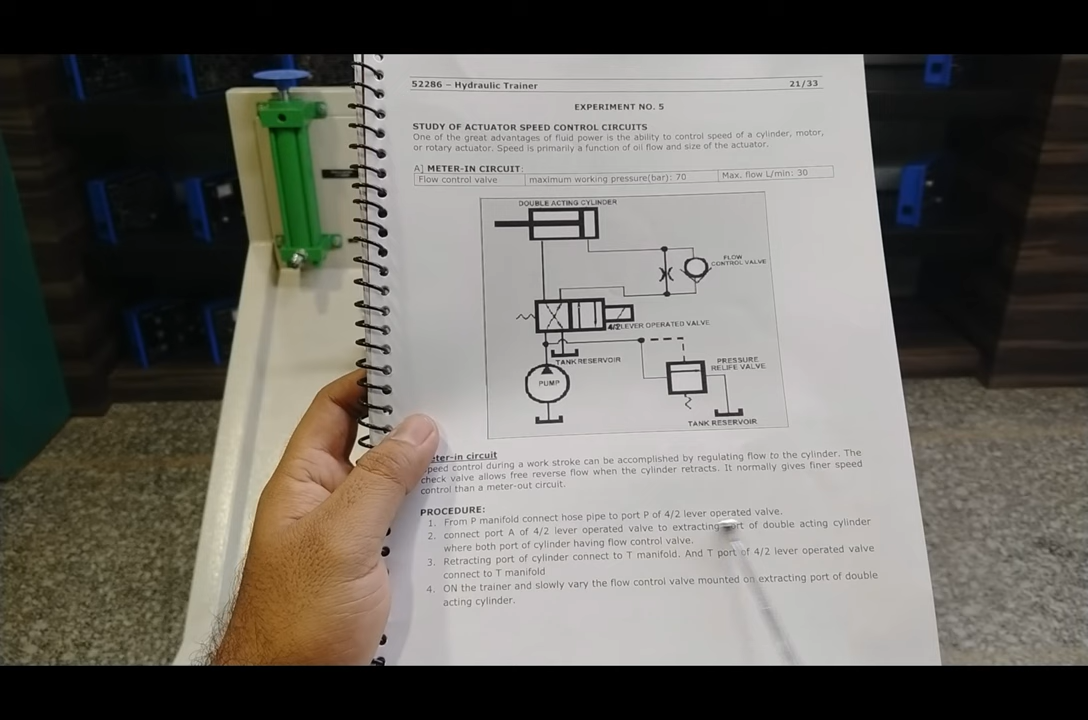 52286 – Hydraulic Trainer 21/33
EXPERIMENT NO. 5
STUDY OF ACTUATOR SPEED CONTROL CIRCUITS
One of the great advantages of fluid power is the ability to control speed of a cylinder, motor,
or rotary actuator. Speed is primarily a function of oil flow and size of the actuator.
A] METER-IN CIRCUIT:
Flow control valve maximum working pressure(bar): 70 Max. flow L/min: 30
DOUBLE ACTING CYLINDER
FLOW
CONTROL VALVE
4/2 LEVER OPERATED VALVE
TANK RESERVOIR
PRESSURE
RELIFE VALVE
PUMP
TANK RESERVOIR
eter-in circuit
peed control during a work stroke can be accomplished by regulating flow to the cylinder. The
check valve allows free reverse flow when the cylinder retracts. It normally gives finer speed
control than a meter-out circuit.
PROCEDURE:
1. From P manifold connect hose pipe to port P of 4/2 lever operated valve.
2. connect port A of 4/2 lever operated valve to extracting port of double acting cylinder
where both port of cylinder having flow control valve.
3. Retracting port of cylinder connect to T manifold. And T port of 4/2 lever operated valve
connect to T manifold
4. ON the trainer and slowly vary the flow control valve mounted on extracting port of double
acting cylinder.